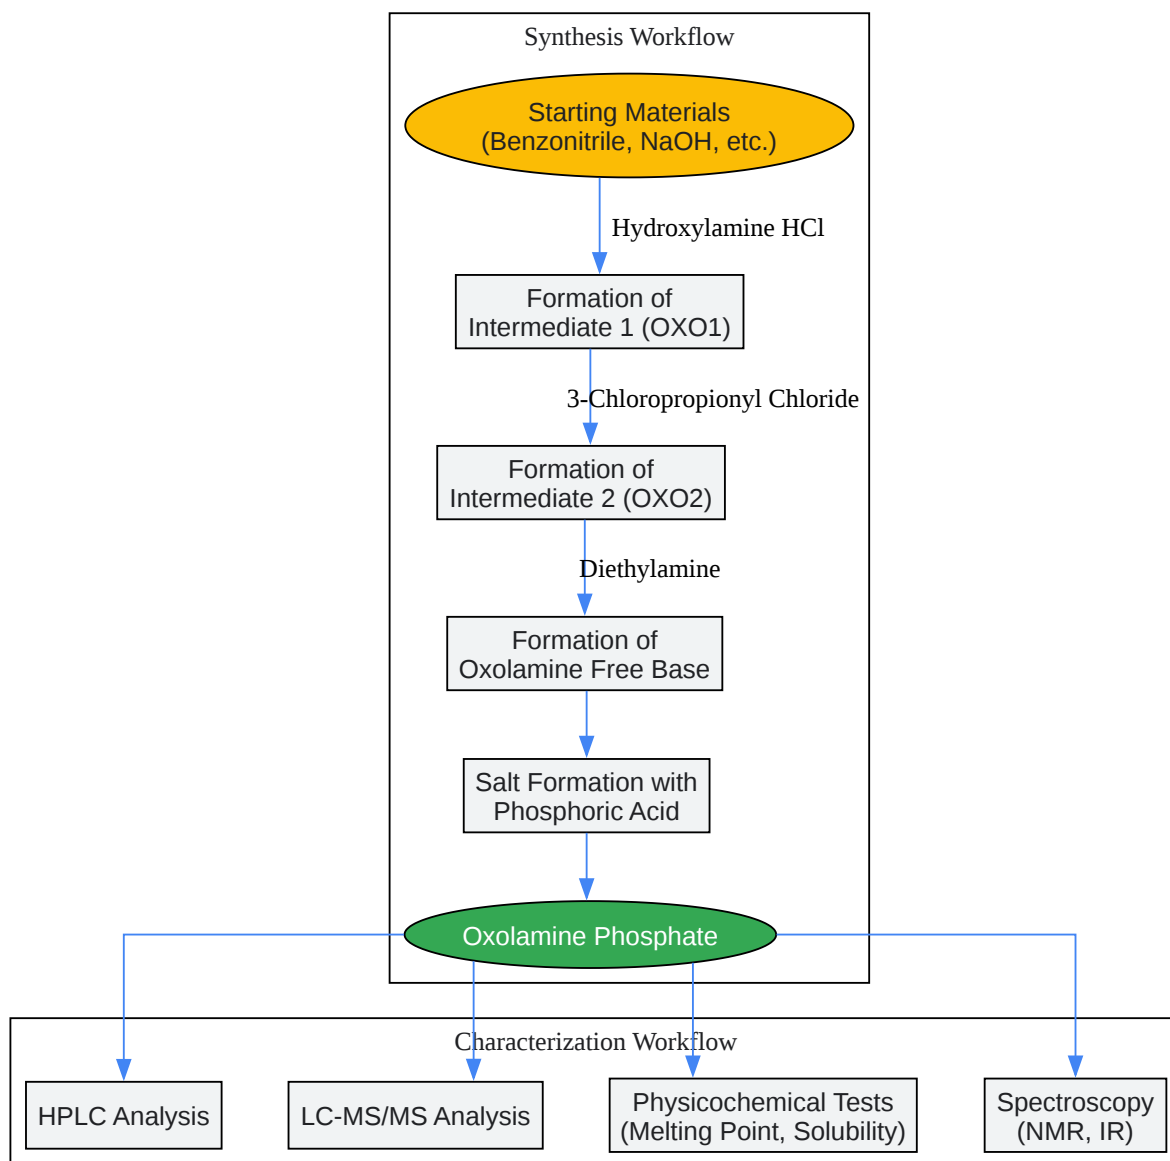 Synthesis Workflow
Starting Materials
(Benzonitrile, NaOH, etc.)
Hydroxylamine HCl
Formation of
Intermediate 1 (OXO1)
3-Chloropropionyl Chloride
Formation of
Intermediate 2 (OXO2)
Diethylamine
Formation of
Oxolamine Free Base
Salt Formation with
Phosphoric Acid
Oxolamine Phosphate
Characterization Workflow
HPLC Analysis
LC-MS/MS Analysis
Physicochemical Tests
(Melting Point, Solubility)
Spectroscopy
(NMR, IR)